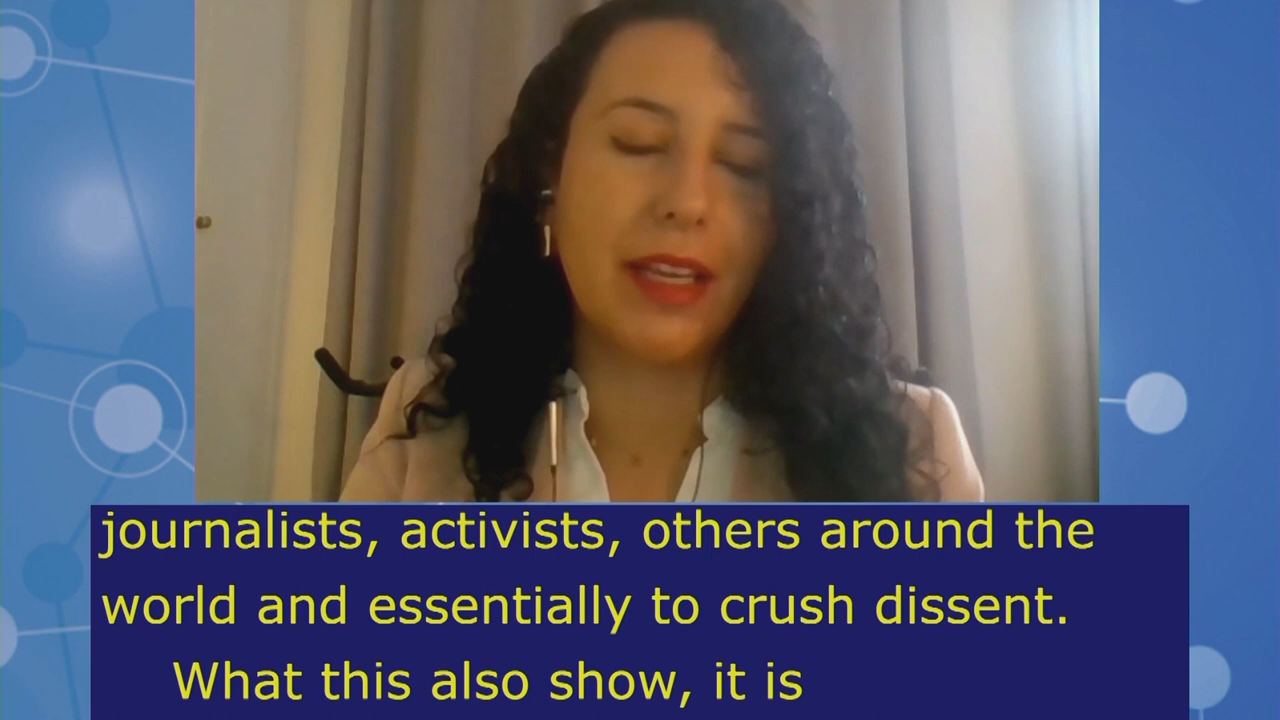 journalists, activists, others around the
world and essentially to crush dissent.
What this also show, it is